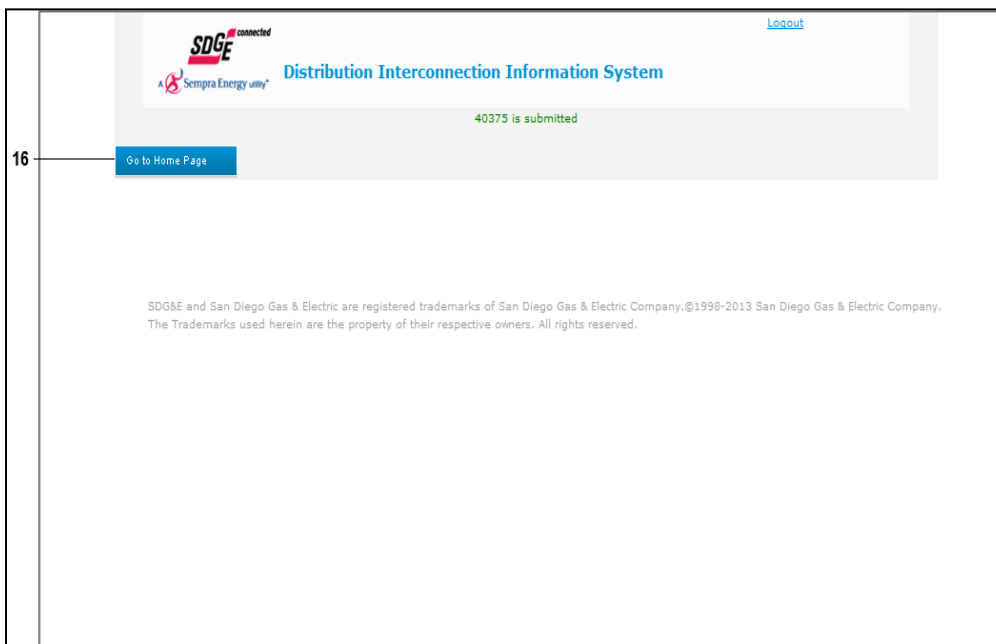 Logout
connected
SDGE
A Sempra Energy utility"
Distribution Interconnection Information System
40375 is submitted
16
Go to Home Page
SDG&E and San Diego Gas & Electric are registered trademarks of San Diego Gas & Electric Company.©1998-2013 San Diego Gas & Electric Company.
The Trademarks used herein are the property of their respective owners. All rights reserved.